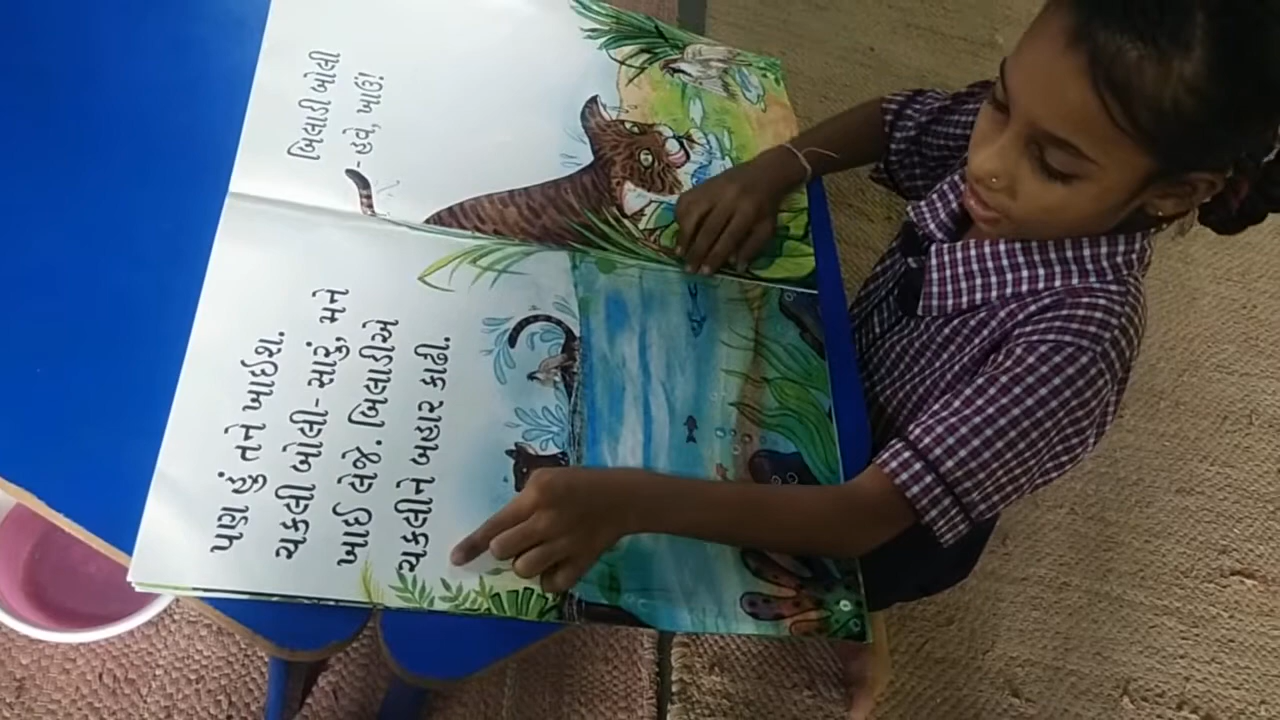 પણ હું તને ખાઈશ.
ચકલી બોલી- સારું, મને
ખાઈ લેજે. બિલાડીએ
ચકલીને બહાર કાઢી.
બિલાડી બોલી
- હવે, ખાઉં!